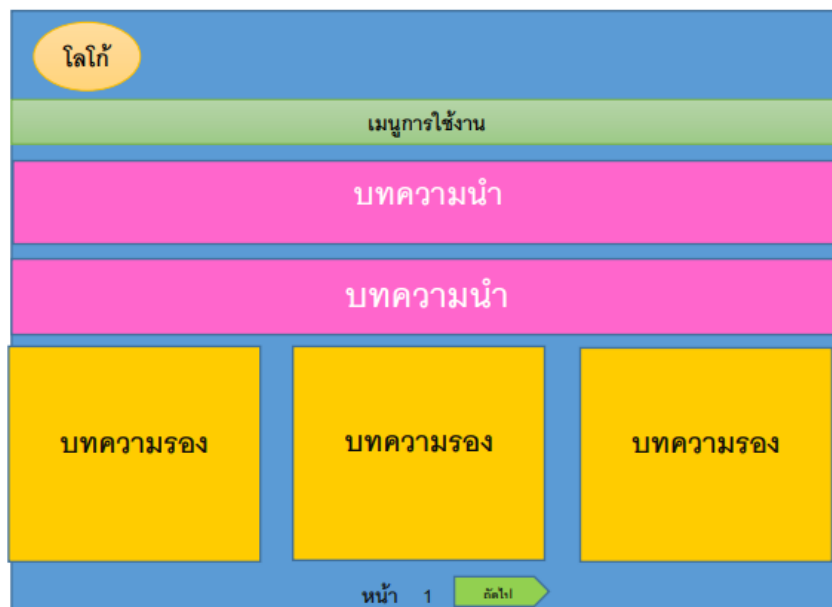 โลโก้
เมนูการใช้งาน
บทความนำ
บทความนำ
บทความรอง บทความรอง บทความรอง
หน้า 1 ถัดไป